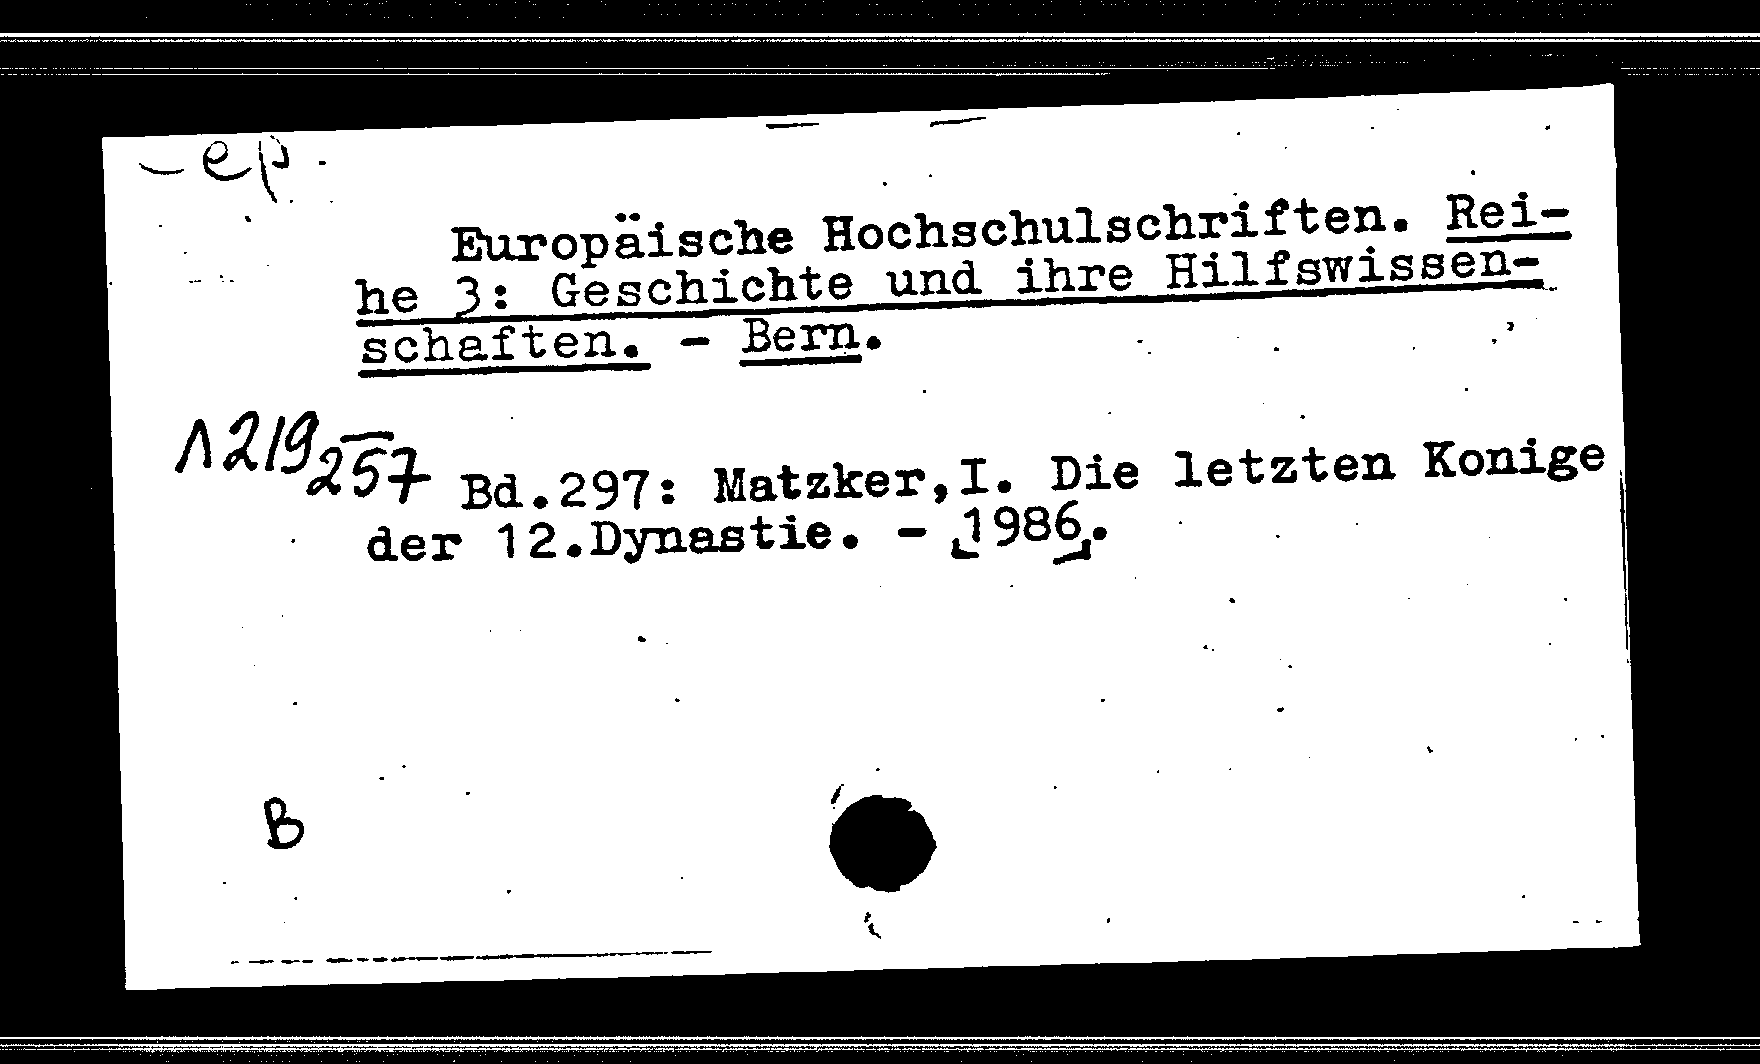 -ep.
Europäische Hochschulschriften. Rei-
he 3: Geschichte und ihre Hilfswissen-
schaften. - Bern.
1219 257
Bd.297: Matzker,I. Die letzten Konige
der 12.Dynastie. - 1986.
B